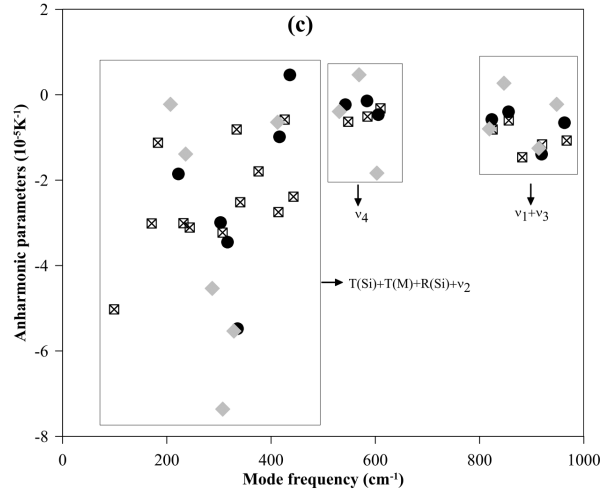 (c)
2
0
-2
-4
-6
-8
Anharmonic parameters (10⁻⁵K⁻¹)
ν₄
ν₁+ν₃
T(Si)+T(M)+R(Si)+ν₂
0 200 400 600 800 1000
Mode frequency (cm⁻¹)